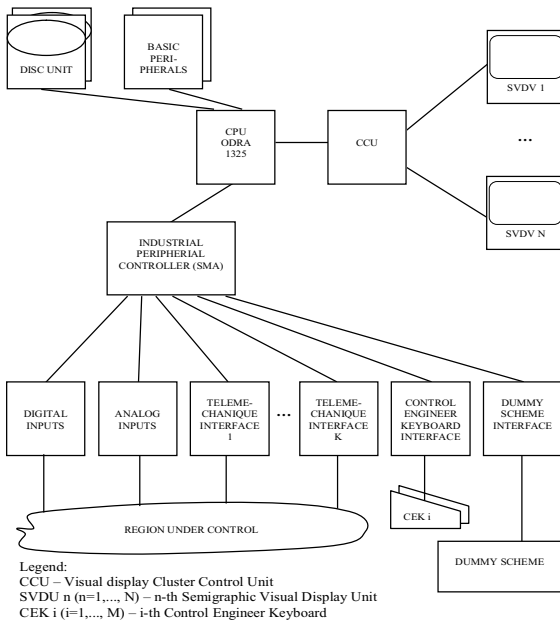 DISC UNIT
BASIC
PERI-
PHERALS
CPU
ODRA
1325
CCU
SVDV 1
...
SVDV N
INDUSTRIAL
PERIPHERIAL
CONTROLLER (SMA)
DIGITAL
INPUTS
ANALOG
INPUTS
TELEME-
CHANIQUE
INTERFACE
1
...
TELEME-
CHANIQUE
INTERFACE
K
CONTROL
ENGINEER
KEYBOARD
INTERFACE
DUMMY
SCHEME
INTERFACE
REGION UNDER CONTROL
CEK i
DUMMY SCHEME
Legend:
CCU – Visual display Cluster Control Unit
SVDU n (n=1,..., N) – n-th Semigraphic Visual Display Unit
CEK i (i=1,..., M) – i-th Control Engineer Keyboard